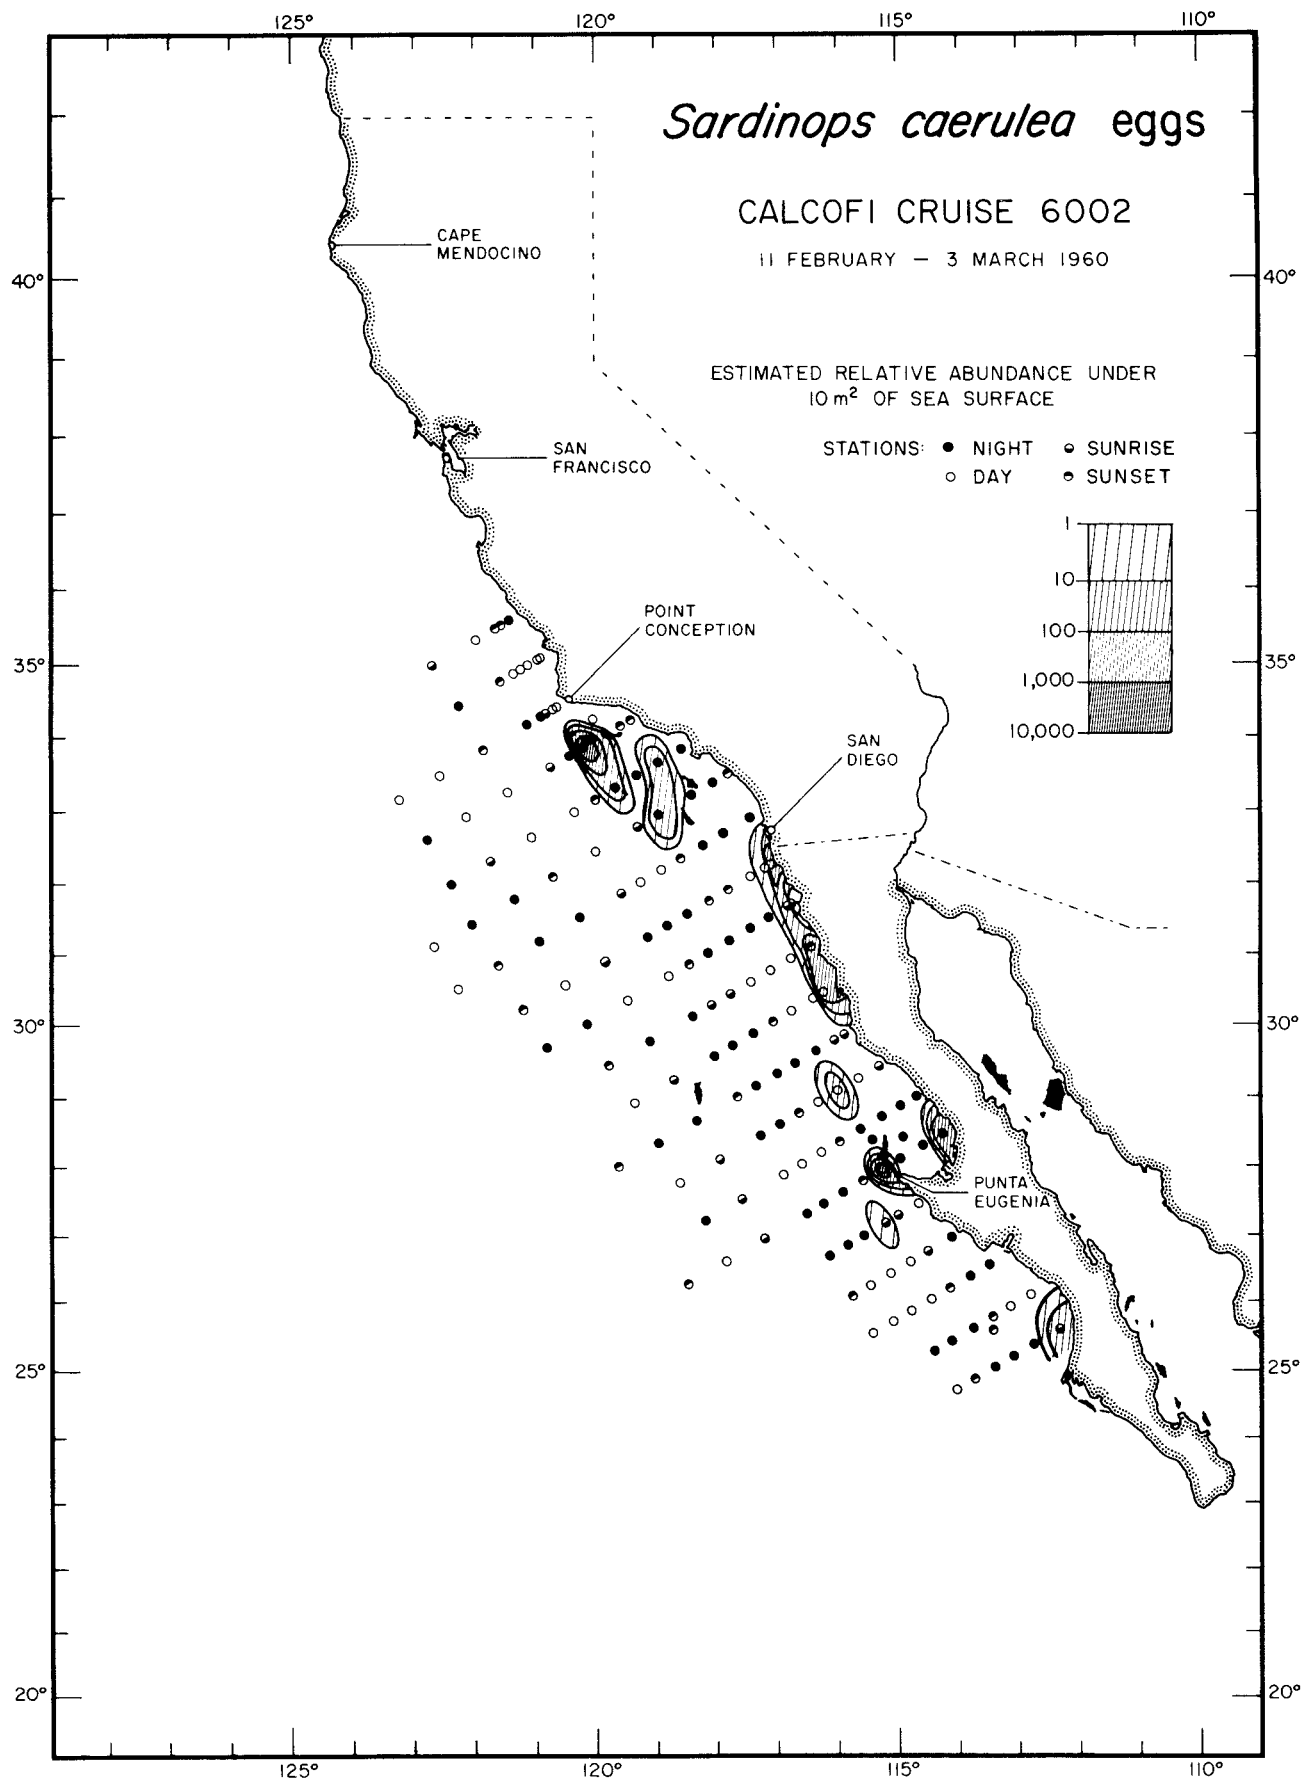 125° 120° 115° 110°
Sardinops caerulea eggs
CALCOFI CRUISE 6002
11 FEBRUARY — 3 MARCH 1960
CAPE
MENDOCINO
40° 40°
ESTIMATED RELATIVE ABUNDANCE UNDER
10 m² OF SEA SURFACE
STATIONS: ● NIGHT ◒ SUNRISE
○ DAY ◓ SUNSET
SAN
FRANCISCO
1
10
100
1,000
10,000
POINT
CONCEPTION
35° 35°
SAN
DIEGO
30° 30°
PUNTA
EUGENIA
25° 25°
20° 20°
125° 120° 115° 110°